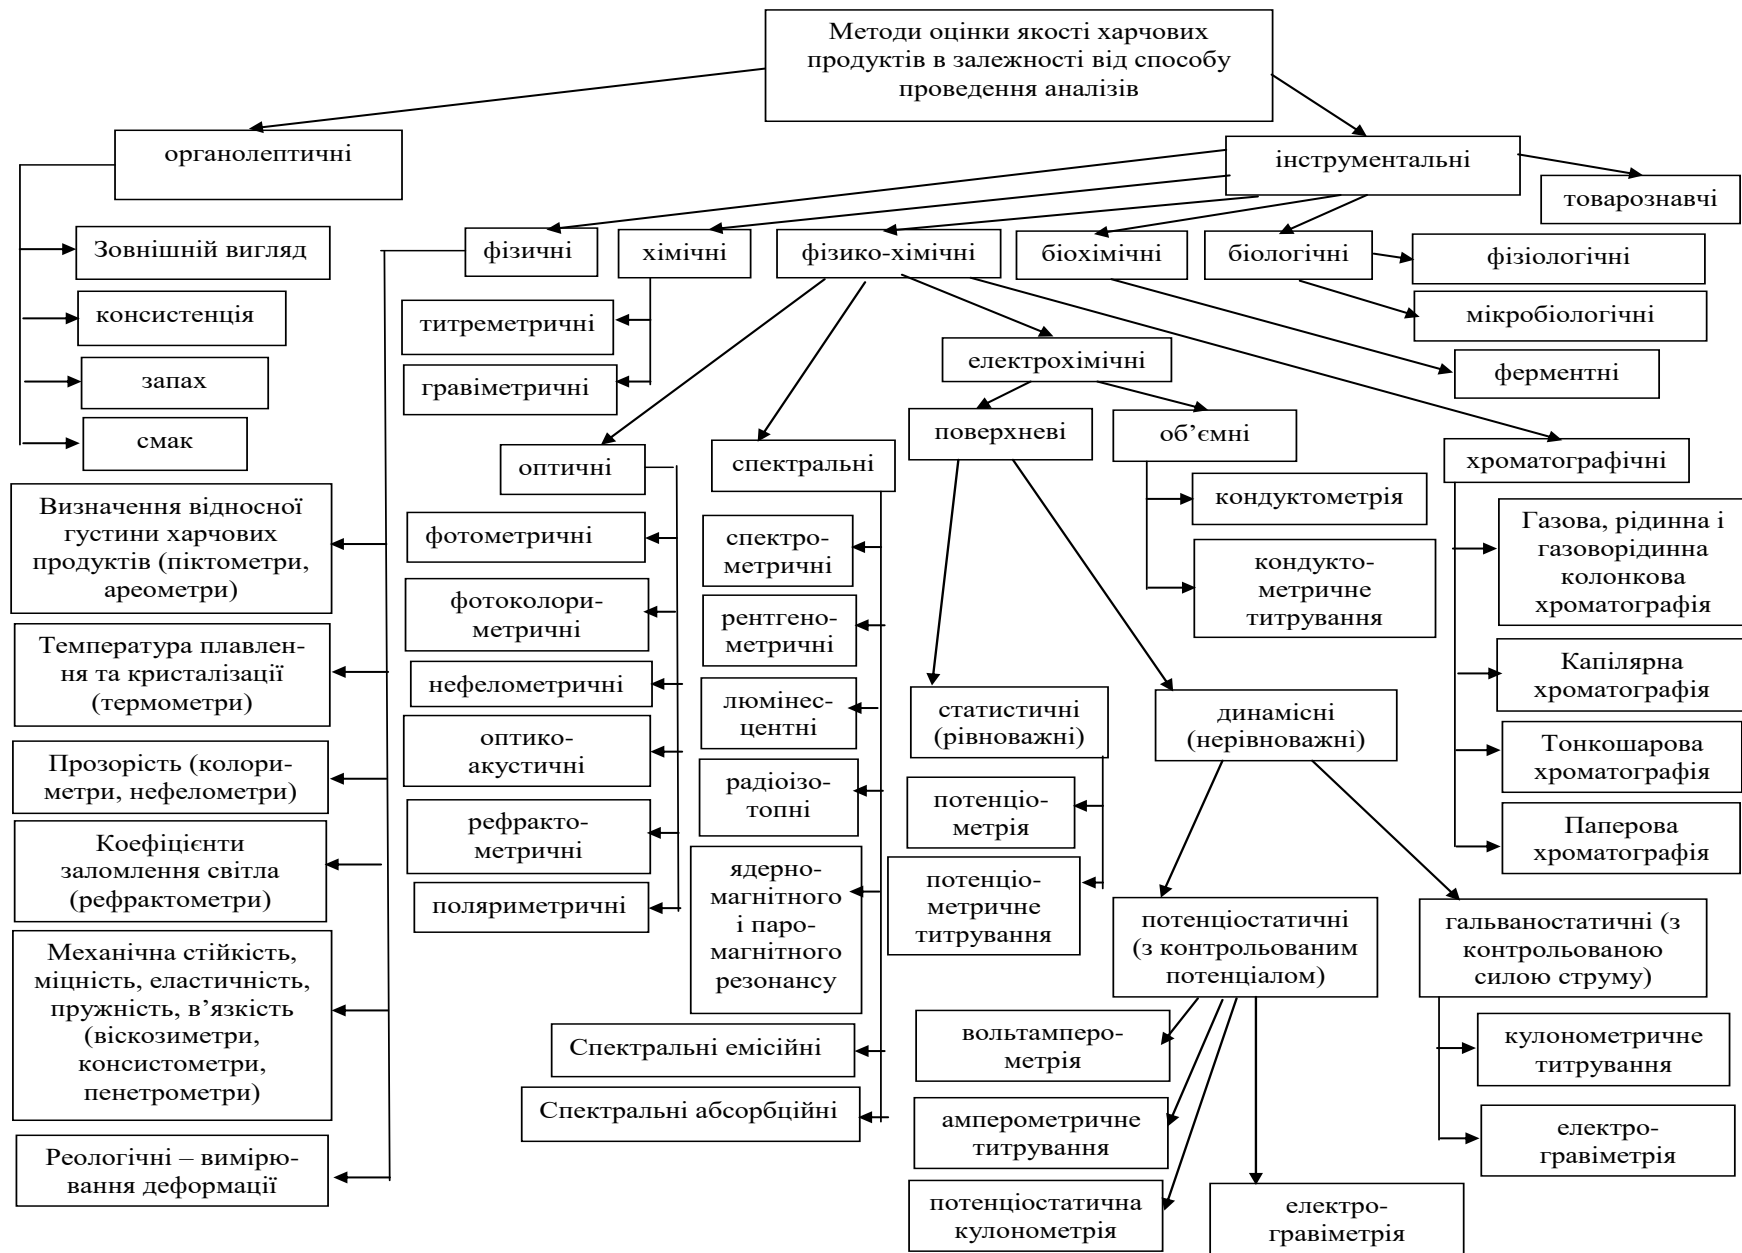 Методи оцінки якості харчових
продуктів в залежності від способу
проведення аналізів
органолептичні
інструментальні
товарознавчі
Зовнішній вигляд
консистенція
запах
смак
фізичні
хімічні
фізико-хімічні
біохімічні
біологічні
фізіологічні
мікробіологічні
ферментні
титреметричні
гравіметричні
електрохімічні
поверхневі
об’ємні
оптичні
спектральні
хроматографічні
Визначення відносної
густини харчових
продуктів (піктометри,
ареометри)
Температура плавлен-
ня та кристалізації
(термометри)
Прозорість (колори-
метри, нефелометри)
Коефіцієнти
заломлення світла
(рефрактометри)
Механічна стійкість,
міцність, еластичність,
пружність, в’язкість
(віскозиметри,
консистометри,
пенетрометри)
Реологічні – вимірю-
вання деформації
фотометричні
фотоколори-
метричні
нефелометричні
оптико-
акустичні
рефракто-
метричні
поляриметричні
спектро-
метричні
рентгено-
метричні
люмінес-
центні
радіоізо-
топні
ядерно-
магнітного
і паро-
магнітного
резонансу
Спектральні емісійні
Спектральні абсорбційні
кондуктометрія
кондукто-
метричне
титрування
статистичні
(рівноважні)
динамісні
(нерівноважні)
потенціо-
метрія
потенціо-
метричне
титрування
потенціостатичні
(з контрольованим
потенціалом)
гальваностатичні (з
контрольованою
силою струму)
вольтамперо-
метрія
амперометричне
титрування
потенціостатична
кулонометрія
електро-
гравіметрія
кулонометричне
титрування
електро-
гравіметрія
Газова, рідинна і
газоворідинна
колонкова
хроматографія
Капілярна
хроматографія
Тонкошарова
хроматографія
Паперова
хроматографія